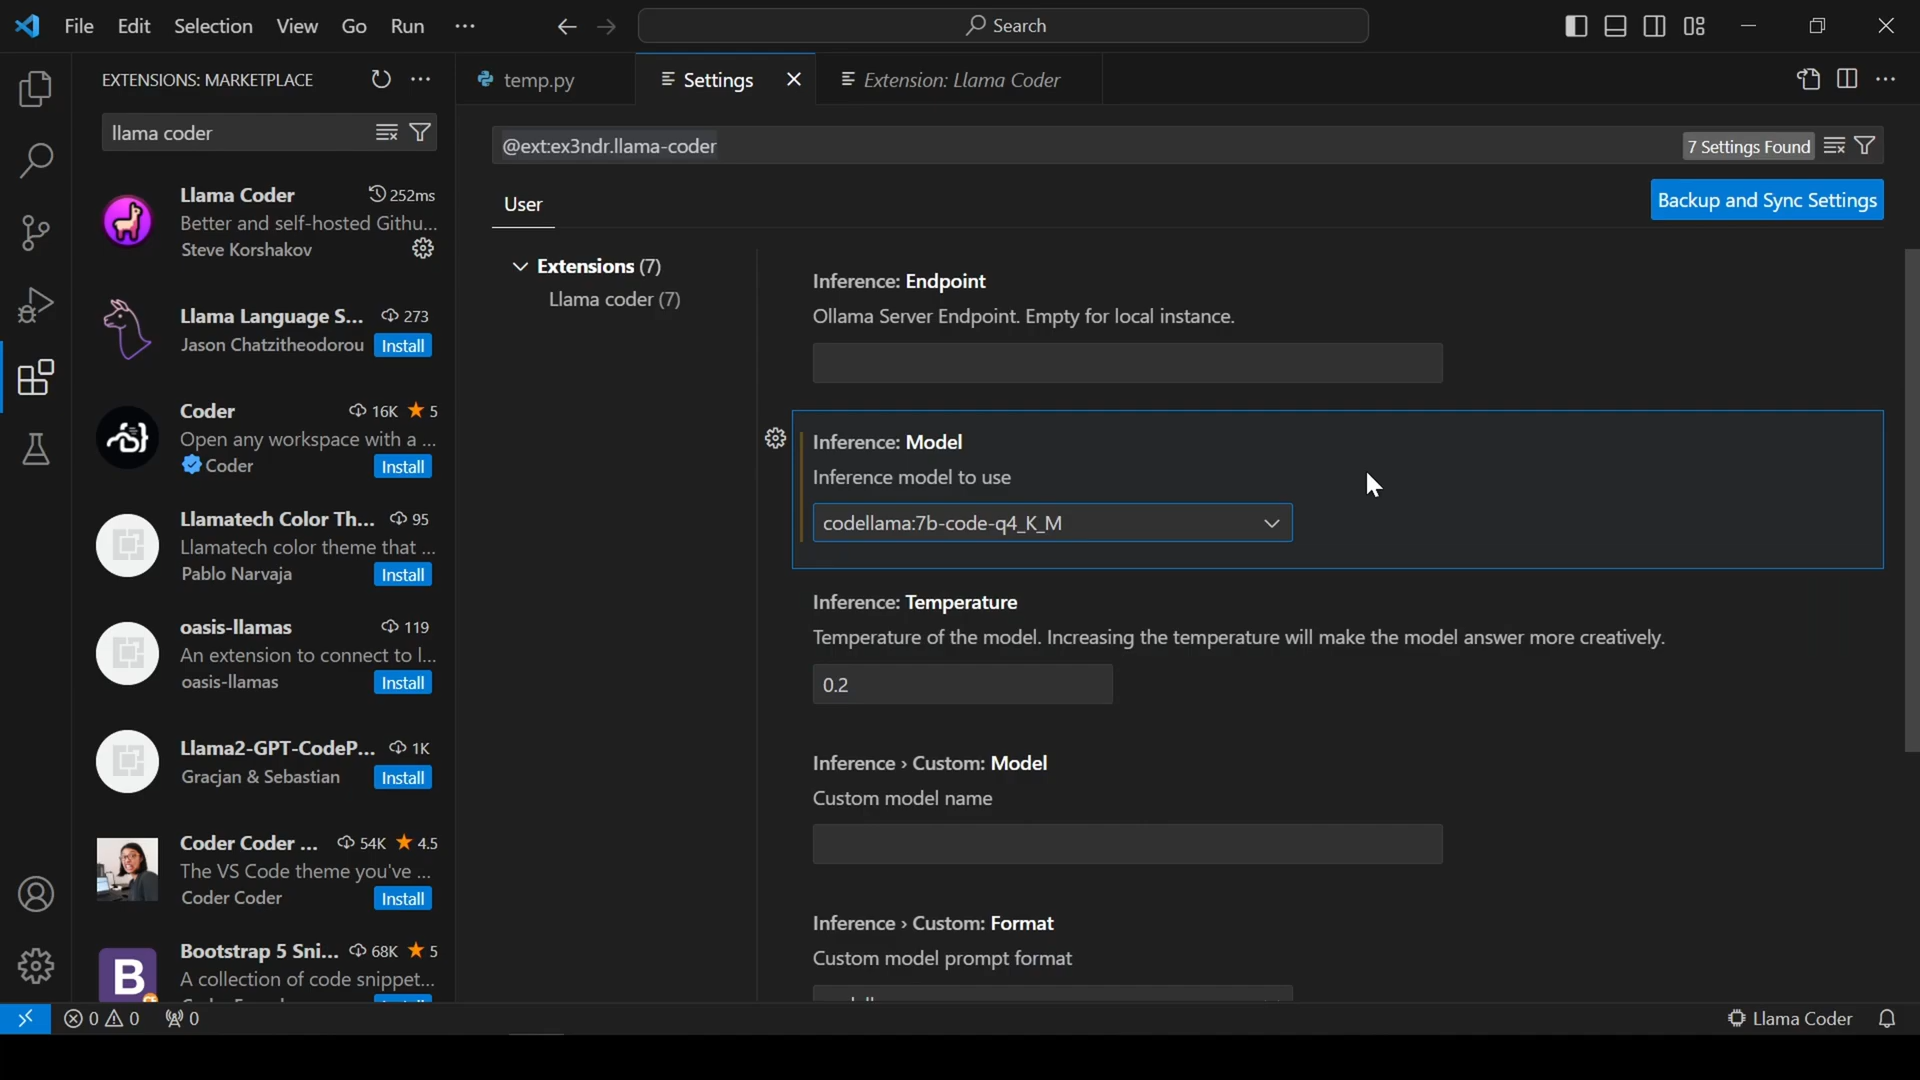 File Edit Selection View Go Run ...
Search
EXTENSIONS: MARKETPLACE
llama coder
Llama Coder 252ms
Better and self-hosted Githu...
Steve Korshakov
Llama Language S... 273
Jason Chatzitheodorou Install
Coder 16K ★ 5
Open any workspace with a ...
Coder Install
Llamatech Color Th... 95
Llamatech color theme that ...
Pablo Narvaja Install
oasis-llamas 119
An extension to connect to l...
oasis-llamas Install
Llama2-GPT-CodeP... 1K
Gracjan & Sebastian Install
Coder Coder ... 54K ★ 4.5
The VS Code theme you've ...
Coder Coder Install
B
Bootstrap 5 Sni... 68K ★ 5
A collection of code snippet...
temp.py Settings Extension: Llama Coder
@ext:ex3ndr.llama-coder 7 Settings Found
User Backup and Sync Settings
Extensions (7)
Llama coder (7)
Inference: Endpoint
Ollama Server Endpoint. Empty for local instance.
Inference: Model
Inference model to use
codellama:7b-code-q4_K_M
Inference: Temperature
Temperature of the model. Increasing the temperature will make the model answer more creatively.
0.2
Inference › Custom: Model
Custom model name
Inference › Custom: Format
Custom model prompt format
0 0 0 Llama Coder